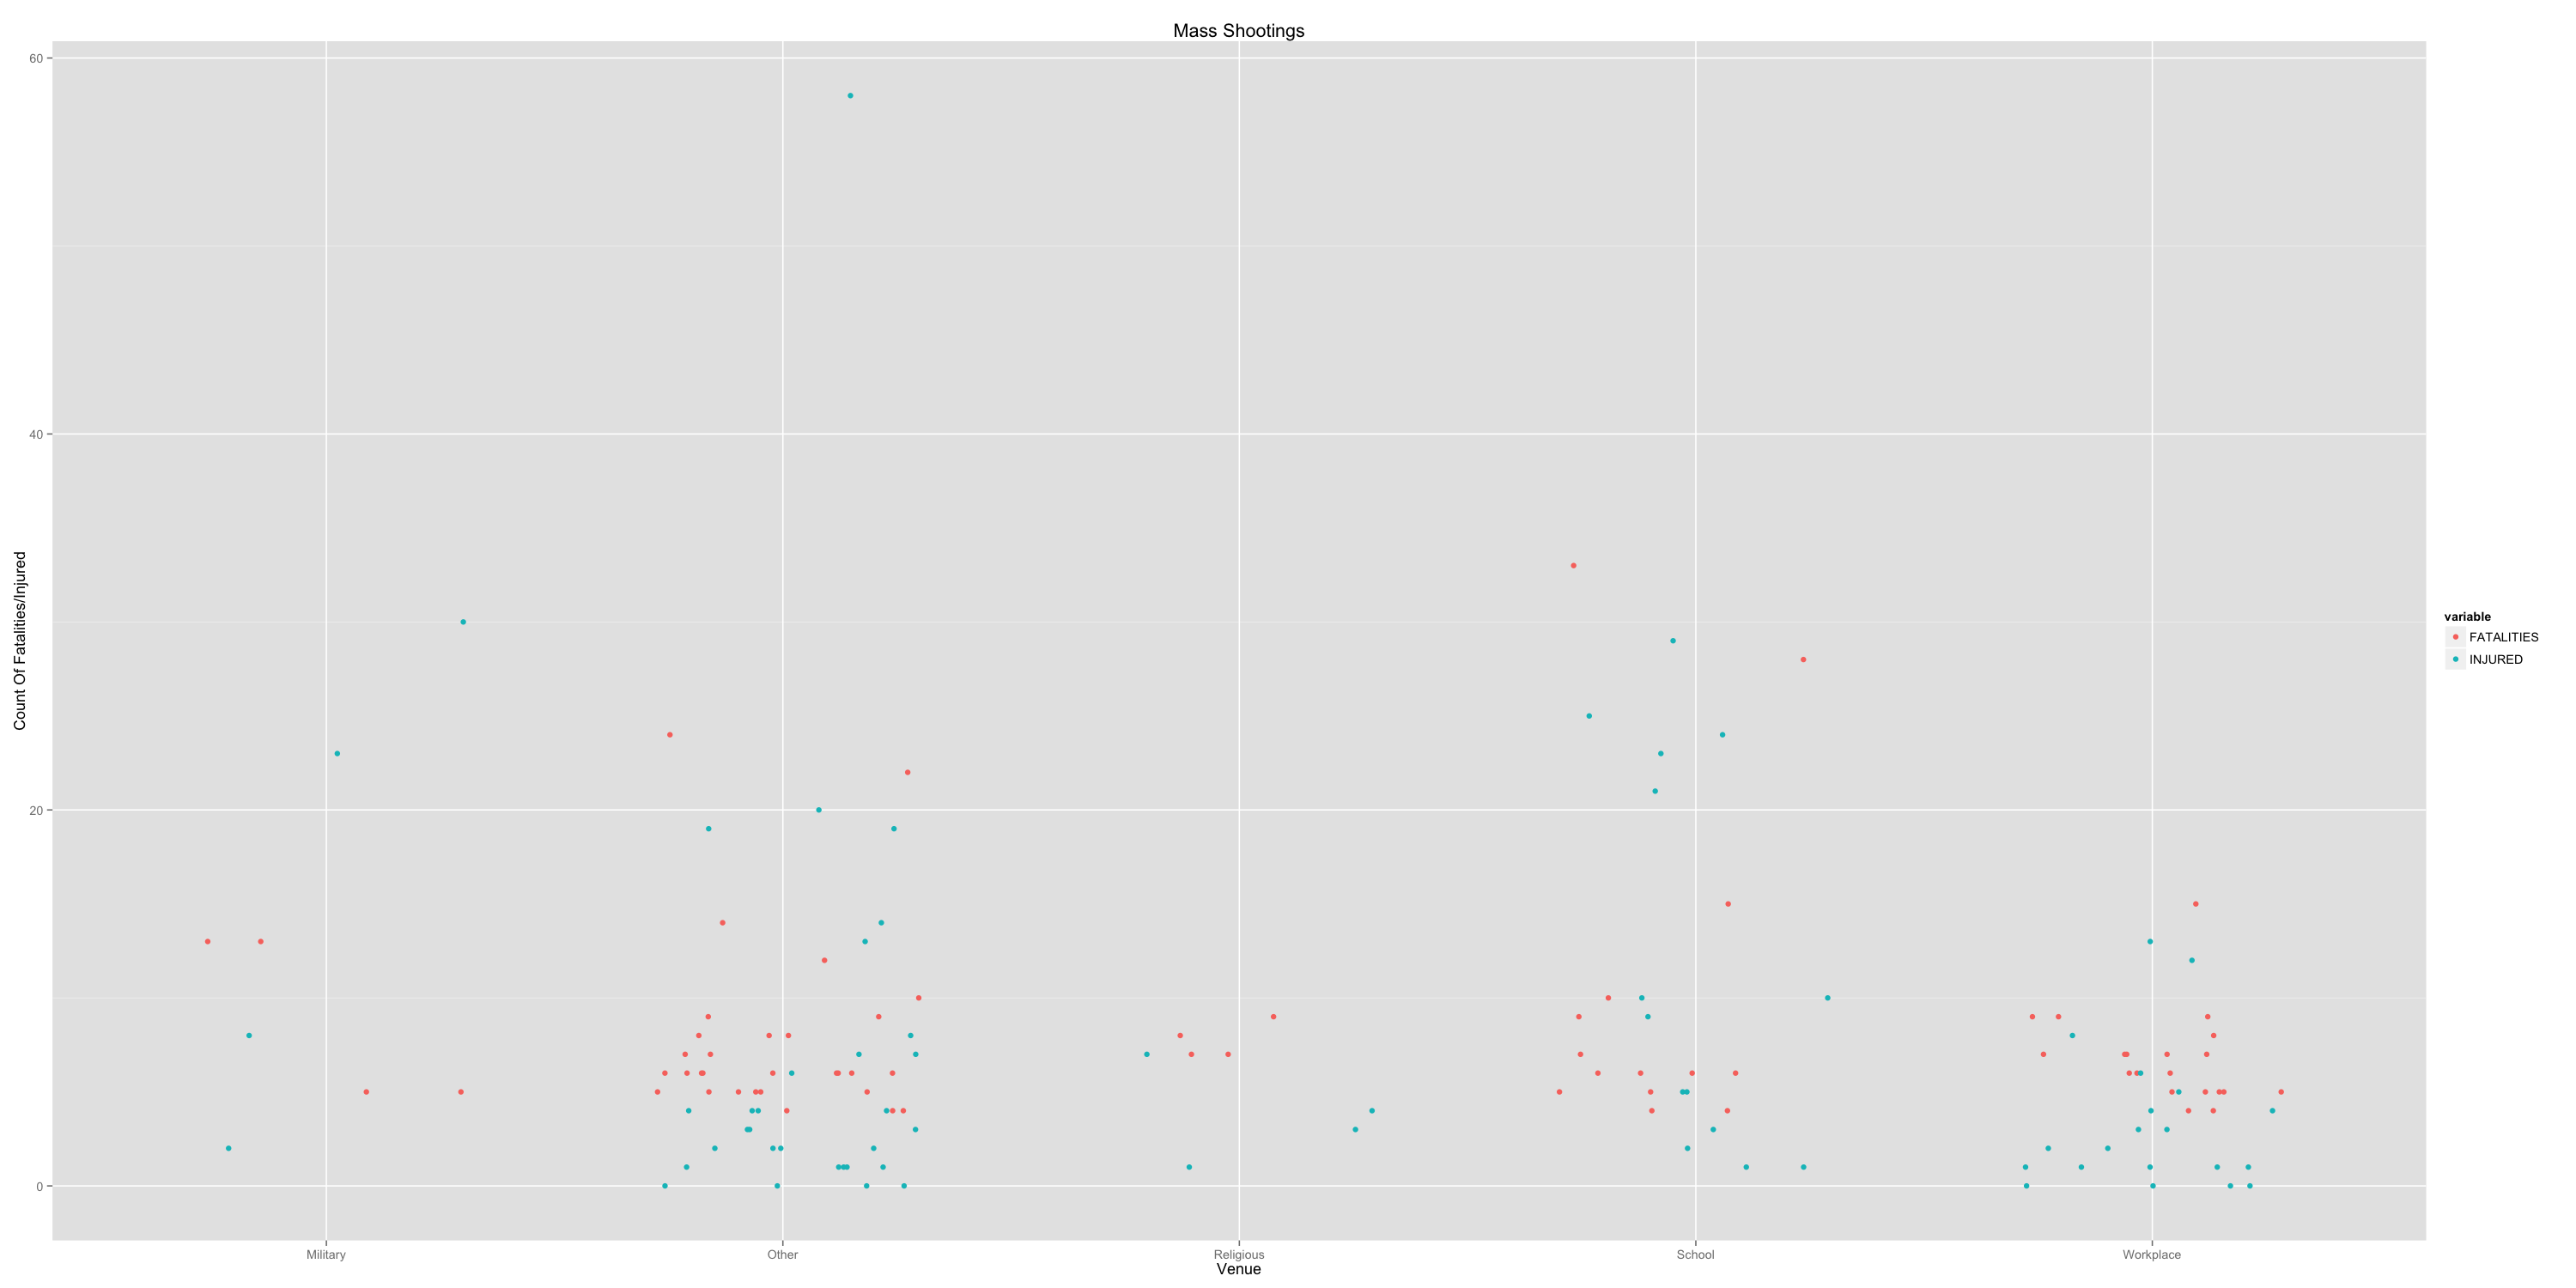 Mass Shootings
60
40
20
0
Count Of Fatalities/Injured
Military
Other
Religious
School
Workplace
Venue
variable
FATALITIES
INJURED